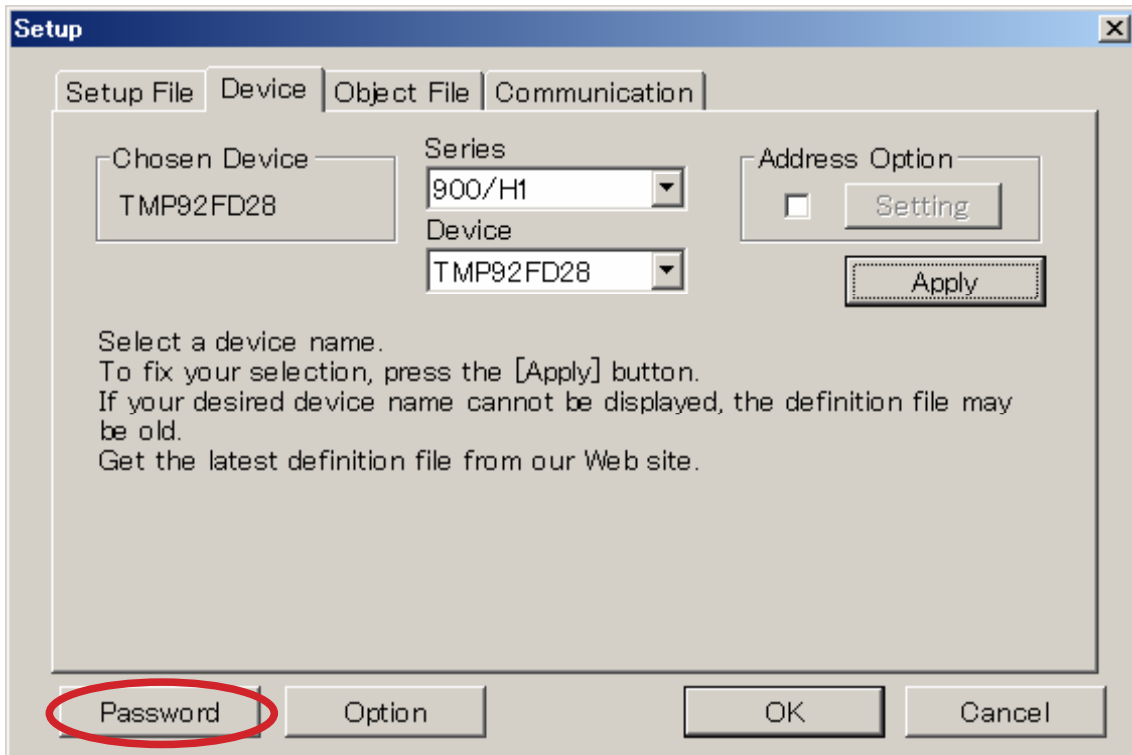 Setup
Setup File Device Object File Communication
Chosen Device
TMP92FD28
Series
900/H1
Device
TMP92FD28
Address Option
Setting
Apply
Select a device name.
To fix your selection, press the [Apply] button.
If your desired device name cannot be displayed, the definition file may
be old.
Get the latest definition file from our Web site.
Password Option OK Cancel